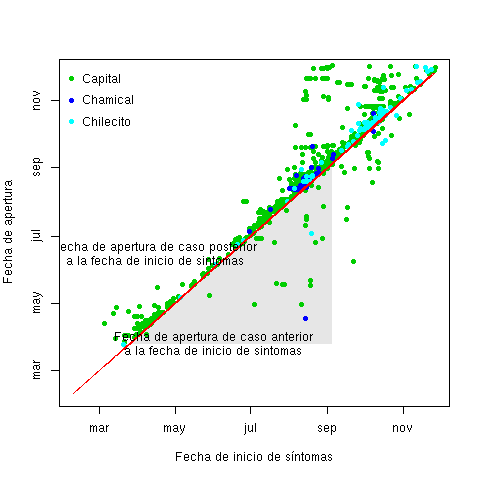 Capital
Chamical
Chilecito
echa de apertura de caso posterior
a la fecha de inicio de sintomas
Fecha de apertura de caso anterior
a la fecha de inicio de sintomas
Fecha de apertura
mar
may
jul
sep
nov
mar
may
jul
sep
nov
Fecha de inicio de síntomas